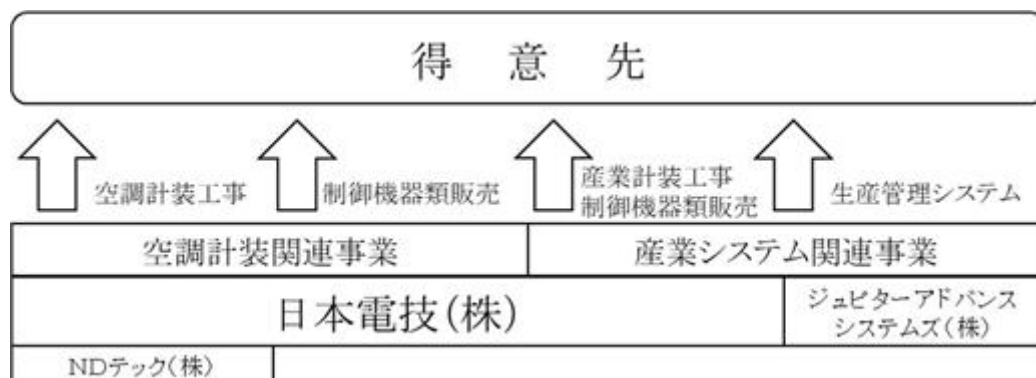 得意先
空調計装工事
制御機器類販売
産業計装工事
制御機器類販売
生産管理システム
空調計装関連事業
産業システム関連事業
日本電技(株)
ジュピターアドバンス
システムズ(株)
NDテック(株)